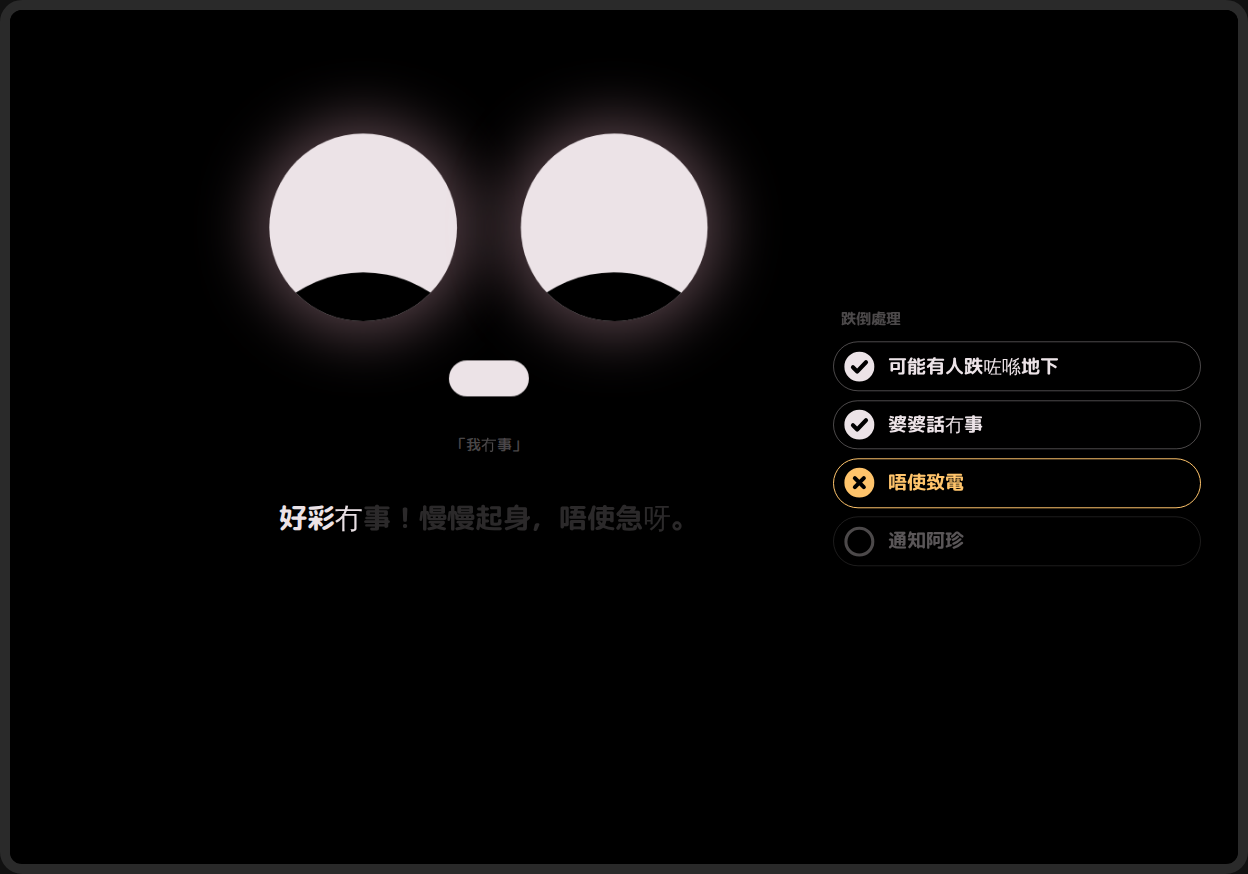 「我冇事」
好彩冇事！慢慢起身，唔使急呀。
跌倒處理
可能有人跌咗喺地下
婆婆話冇事
唔使致電
通知阿珍